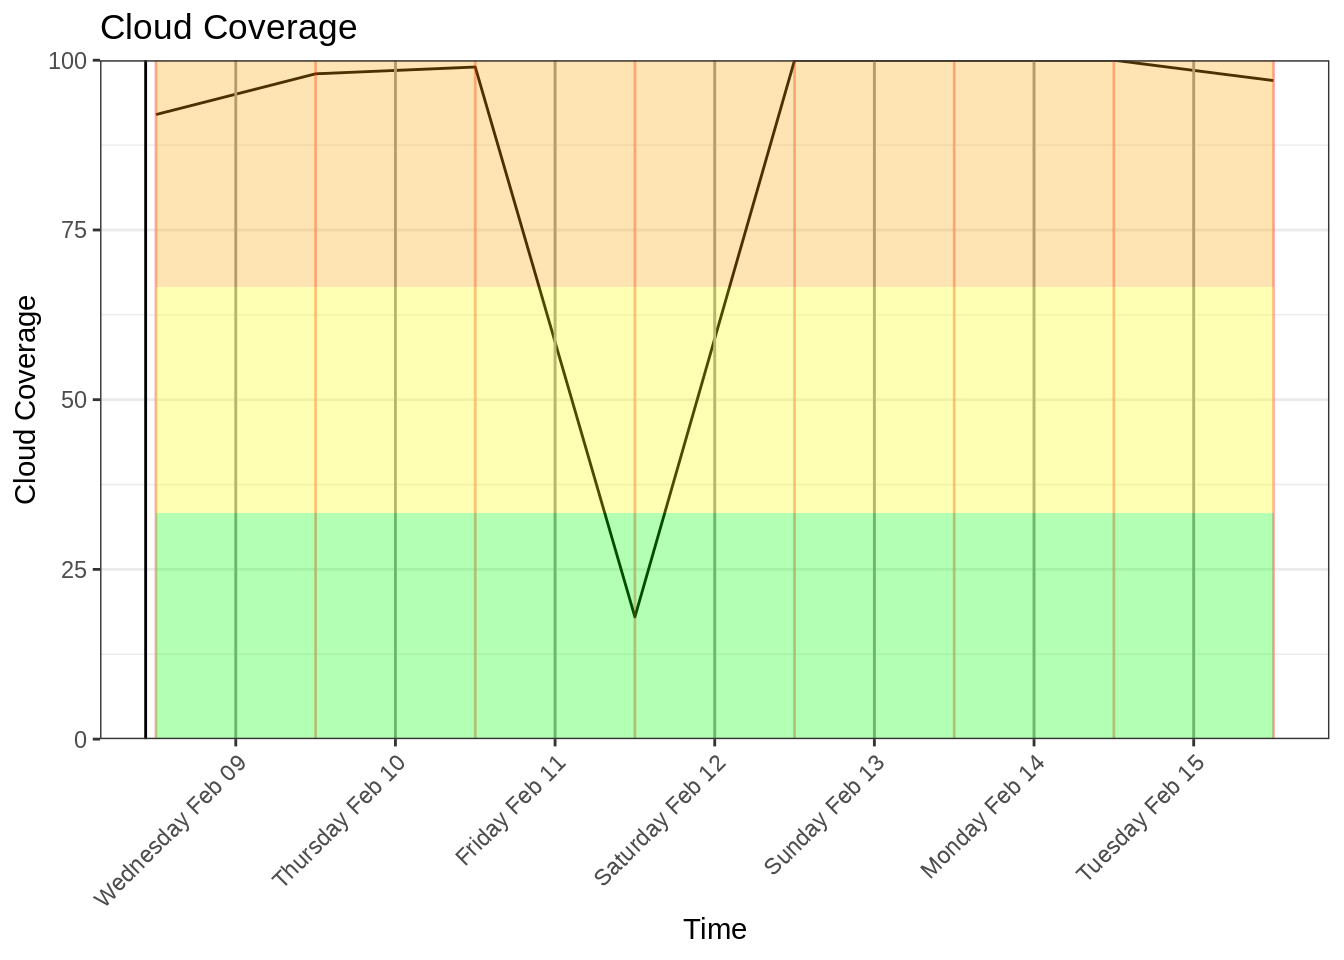 Cloud Coverage
100
75
50
25
0
Cloud Coverage
Wednesday Feb 09
Thursday Feb 10
Friday Feb 11
Saturday Feb 12
Sunday Feb 13
Monday Feb 14
Tuesday Feb 15
Time